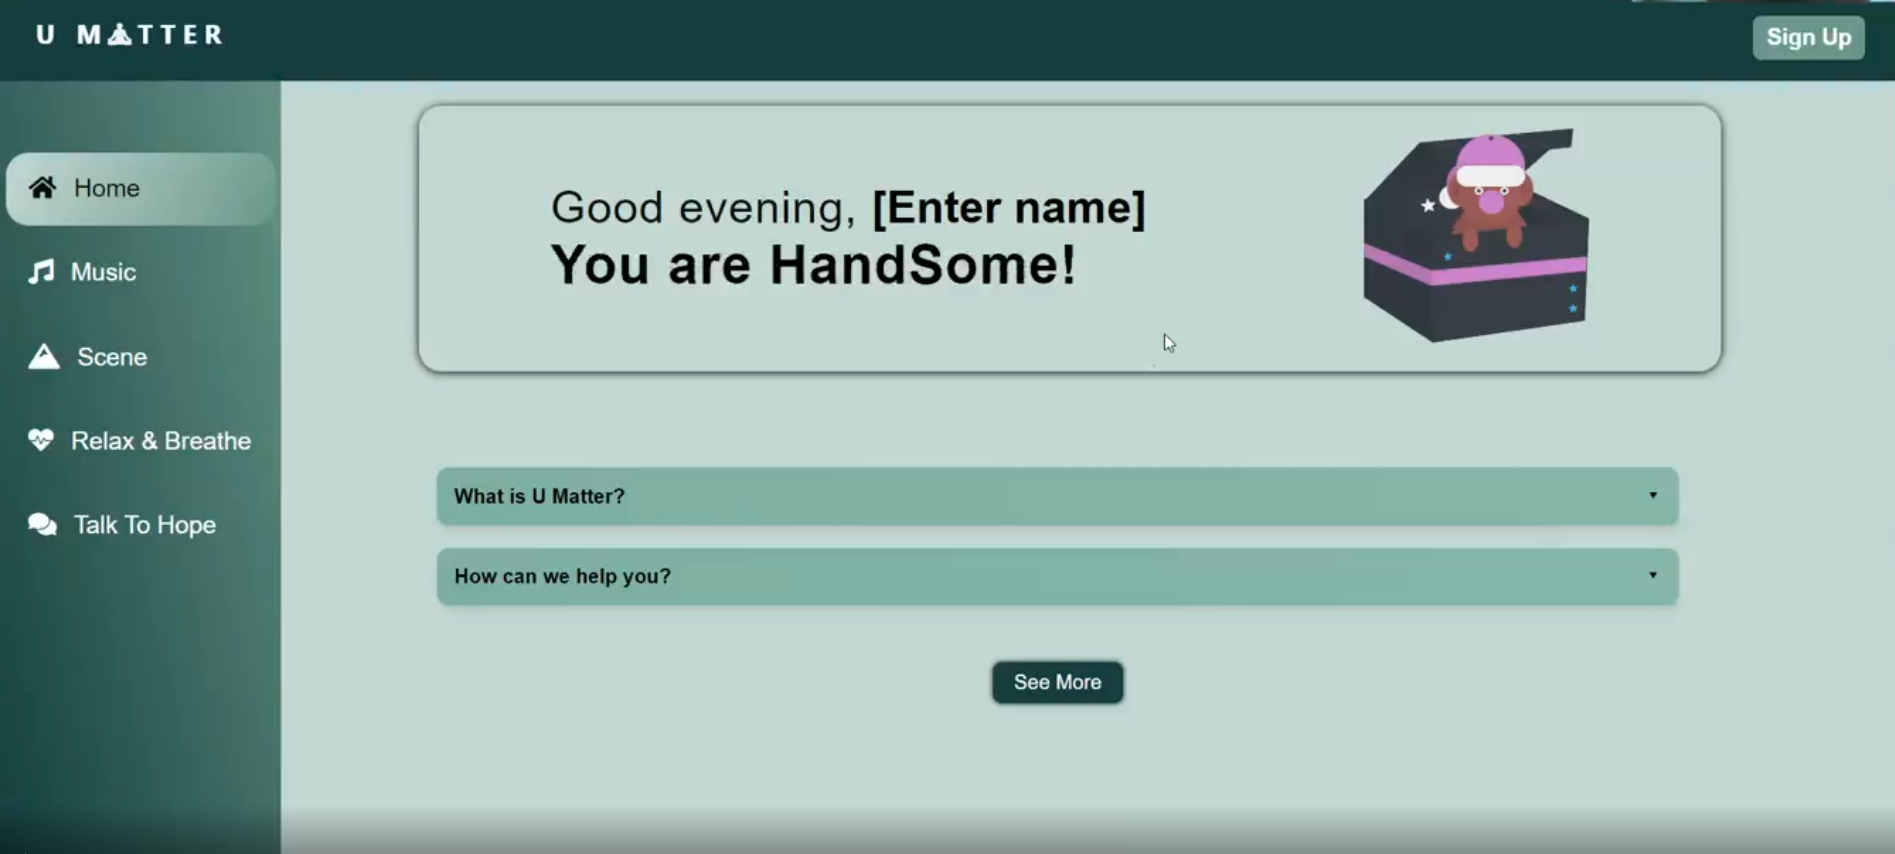 U MATTER
Sign Up
Home
Music
Scene
Relax & Breathe
Talk To Hope
Good evening, [Enter name]
You are HandSome!
What is U Matter?
How can we help you?
See More